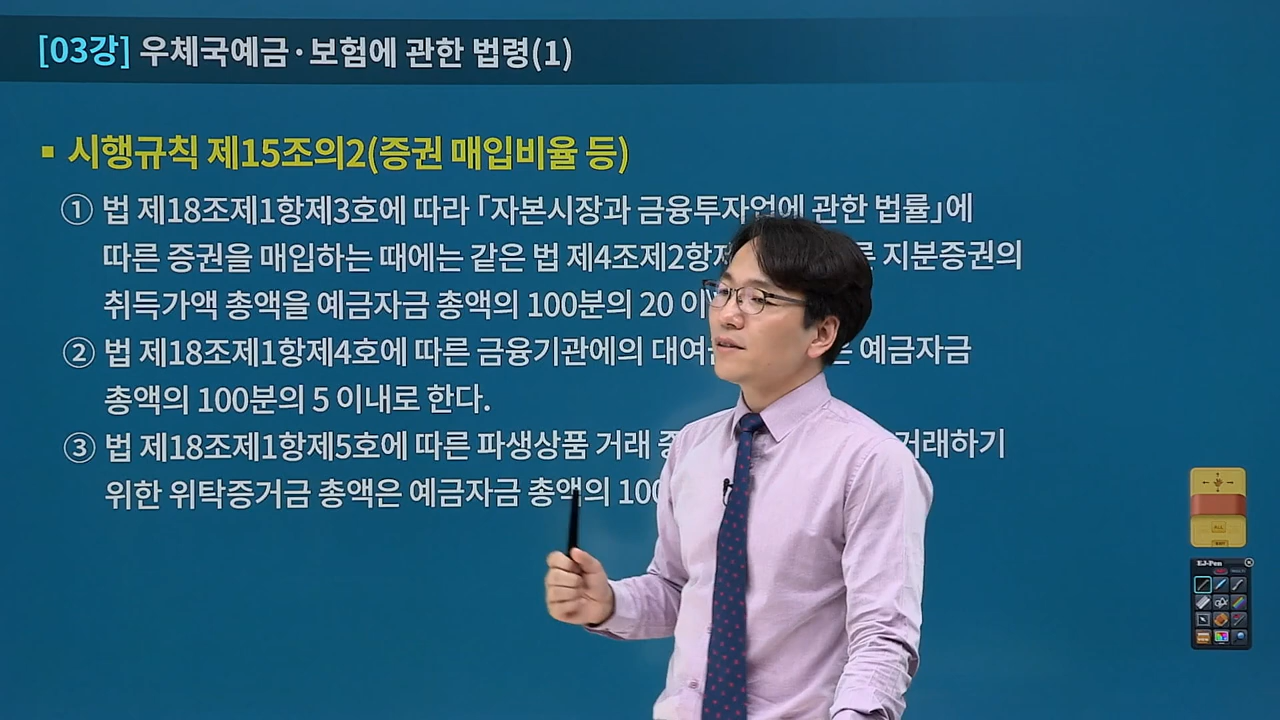 [03강] 우체국예금·보험에 관한 법령(1)
▪ 시행규칙 제15조의2(증권 매입비율 등)
① 법 제18조제1항제3호에 따라 「자본시장과 금융투자업에 관한 법률」에
따른 증권을 매입하는 때에는 같은 법 제4조제2항제 지분증권의
취득가액 총액을 예금자금 총액의 100분의 20
② 법 제18조제1항제4호에 따른 금융기관에의 예금자금
총액의 100분의 5 이내로 한다.
③ 법 제18조제1항제5호에 따른 파생상품 거래 거래하기
위한 위탁증거금 총액은 예금자금 총액의
ALL
EJ-Pen